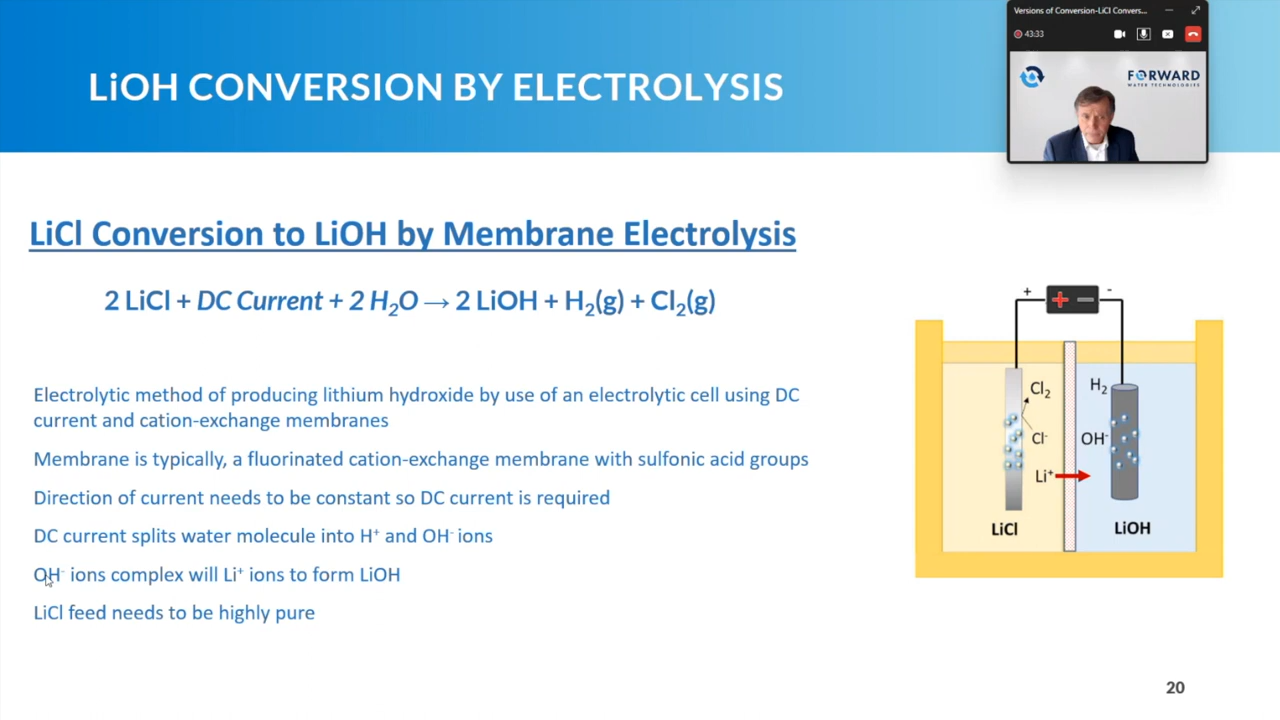 Versions of Conversion-LiCl Convers...
43:33
FORWARD
WATER TECHNOLOGIES
LiOH CONVERSION BY ELECTROLYSIS
LiCl Conversion to LiOH by Membrane Electrolysis
2 LiCl + DC Current + 2 H₂O → 2 LiOH + H₂(g) + Cl₂(g)
Electrolytic method of producing lithium hydroxide by use of an electrolytic cell using DC
current and cation-exchange membranes
Membrane is typically, a fluorinated cation-exchange membrane with sulfonic acid groups
Direction of current needs to be constant so DC current is required
DC current splits water molecule into H⁺ and OH⁻ ions
OH⁻ ions complex will Li⁺ ions to form LiOH
LiCl feed needs to be highly pure
+ + − -
Cl₂
H₂
Cl⁻
OH⁻
Li⁺
LiCl
LiOH
20